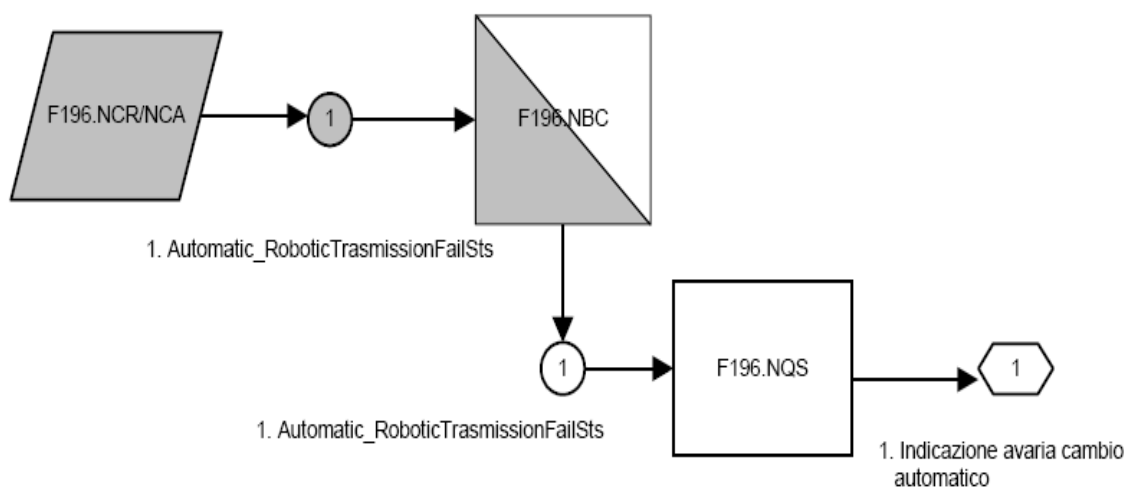 F196.NCR/NCA
1
F196.NBC
1. Automatic_RoboticTrasmissionFailSts
1
F196.NQS
1
1. Automatic_RoboticTrasmissionFailSts
1. Indicazione avaria cambio
automatico